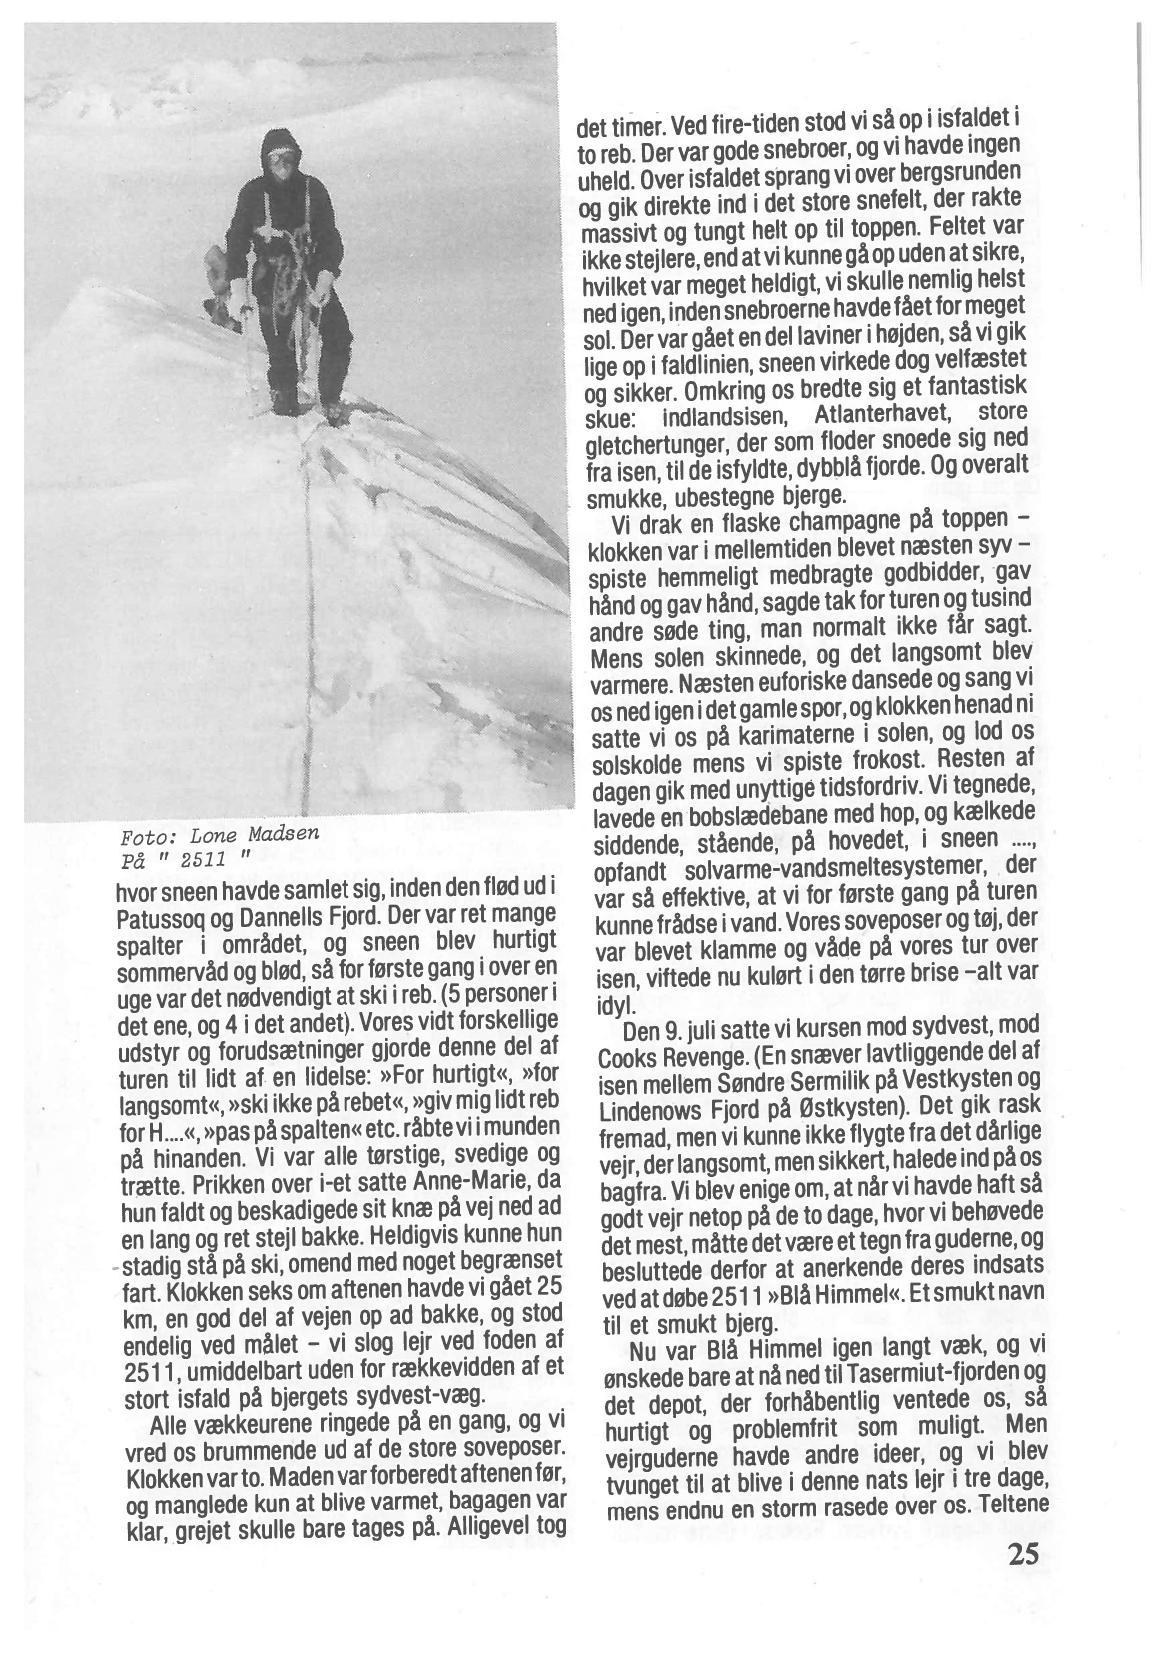 Foto: Lone Madsen
På " 2511 "
hvor sneen havde samlet sig, inden den flød ud i
Patussoq og Dannells Fjord. Der var ret mange
spalter i området, og sneen blev hurtigt
sommervåd og blød, så for første gang i over en
uge var det nødvendigt at ski i reb. (5 personer i
det ene, og 4 i det andet). Vores vidt forskellige
udstyr og forudsætninger gjorde denne del af
turen til lidt af en lidelse: »For hurtigt«, »for
langsomt«, »ski ikke på rebet«, »giv mig lidt reb
for H....«, »pas på spalten« etc. råbte vi i munden
på hinanden. Vi var alle tørstige, svedige og
trætte. Prikken over i-et satte Anne-Marie, da
hun faldt og beskadigede sit knæ på vej ned ad
en lang og ret stejl bakke. Heldigvis kunne hun
stadig stå på ski, omend med noget begrænset
fart. Klokken seks om aftenen havde vi gået 25
km, en god del af vejen op ad bakke, og stod
endelig ved målet – vi slog lejr ved foden af
2511, umiddelbart uden for rækkevidden af et
stort isfald på bjergets sydvest-væg.
Alle vækkeurene ringede på en gang, og vi
vred os brummende ud af de store soveposer.
Klokken var to. Maden var forberedt aftenen før,
og manglede kun at blive varmet, bagagen var
klar, grejet skulle bare tages på. Alligevel tog
det timer. Ved fire-tiden stod vi så op i isfaldet i
to reb. Der var gode snebroer, og vi havde ingen
uheld. Over isfaldet sprang vi over bergsrunden
og gik direkte ind i det store snefelt, der rakte
massivt og tungt helt op til toppen. Feltet var
ikke stejlere, end at vi kunne gå op uden at sikre,
hvilket var meget heldigt, vi skulle nemlig helst
ned igen, inden snebroerne havde fået for meget
sol. Der var gået en del laviner i højden, så vi gik
lige op i faldlinien, sneen virkede dog velfæstet
og sikker. Omkring os bredte sig et fantastisk
skue: indlandsisen, Atlanterhavet, store
gletchertunger, der som floder snoede sig ned
fra isen, til de isfyldte, dybblå fjorde. Og overalt
smukke, ubestegne bjerge.
Vi drak en flaske champagne på toppen –
klokken var i mellemtiden blevet næsten syv –
spiste hemmeligt medbragte godbidder, gav
hånd og gav hånd, sagde tak for turen og tusind
andre søde ting, man normalt ikke får sagt.
Mens solen skinnede, og det langsomt blev
varmere. Næsten euforiske dansede og sang vi
os ned igen i det gamle spor, og klokken henad ni
satte vi os på karimaterne i solen, og lod os
solskolde mens vi spiste frokost. Resten af
dagen gik med unyttige tidsfordriv. Vi tegnede,
lavede en bobslædebane med hop, og kælkede
siddende, stående, på hovedet, i sneen ....,
opfandt solvarme-vandsmeltesystemer, der
var så effektive, at vi for første gang på turen
kunne frådse i vand. Vores soveposer og tøj, der
var blevet klamme og våde på vores tur over
isen, viftede nu kulørt i den tørre brise –alt var
idyl.
Den 9. juli satte vi kursen mod sydvest, mod
Cooks Revenge. (En snæver lavtliggende del af
isen mellem Søndre Sermilik på Vestkysten og
Lindenows Fjord på Østkysten). Det gik rask
fremad, men vi kunne ikke flygte fra det dårlige
vejr, der langsomt, men sikkert, halede ind på os
bagfra. Vi blev enige om, at når vi havde haft så
godt vejr netop på de to dage, hvor vi behøvede
det mest, måtte det være et tegn fra guderne, og
besluttede derfor at anerkende deres indsats
ved at døbe 2511 »Blå Himmel«. Et smukt navn
til et smukt bjerg.
Nu var Blå Himmel igen langt væk, og vi
ønskede bare at nå ned til Tasermiut-fjorden og
det depot, der forhåbentlig ventede os, så
hurtigt og problemfrit som muligt. Men
vejrguderne havde andre ideer, og vi blev
tvunget til at blive i denne nats lejr i tre dage,
mens endnu en storm rasede over os. Teltene
25